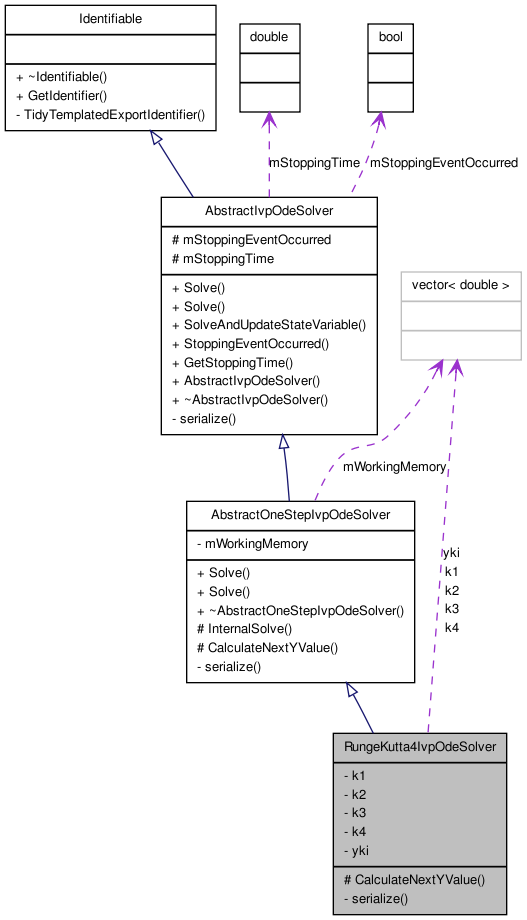 Identifiable
+ ~Identifiable()
+ GetIdentifier()
- TidyTemplatedExportIdentifier()
double
bool
mStoppingTime
mStoppingEventOccurred
AbstractIvpOdeSolver
# mStoppingEventOccurred
# mStoppingTime
+ Solve()
+ Solve()
+ SolveAndUpdateStateVariable()
+ StoppingEventOccurred()
+ GetStoppingTime()
+ AbstractIvpOdeSolver()
+ ~AbstractIvpOdeSolver()
- serialize()
vector< double >
mWorkingMemory
AbstractOneStepIvpOdeSolver
- mWorkingMemory
+ Solve()
+ Solve()
+ ~AbstractOneStepIvpOdeSolver()
# InternalSolve()
# CalculateNextYValue()
- serialize()
yki
k1
k2
k3
k4
RungeKutta4IvpOdeSolver
- k1
- k2
- k3
- k4
- yki
# CalculateNextYValue()
- serialize()